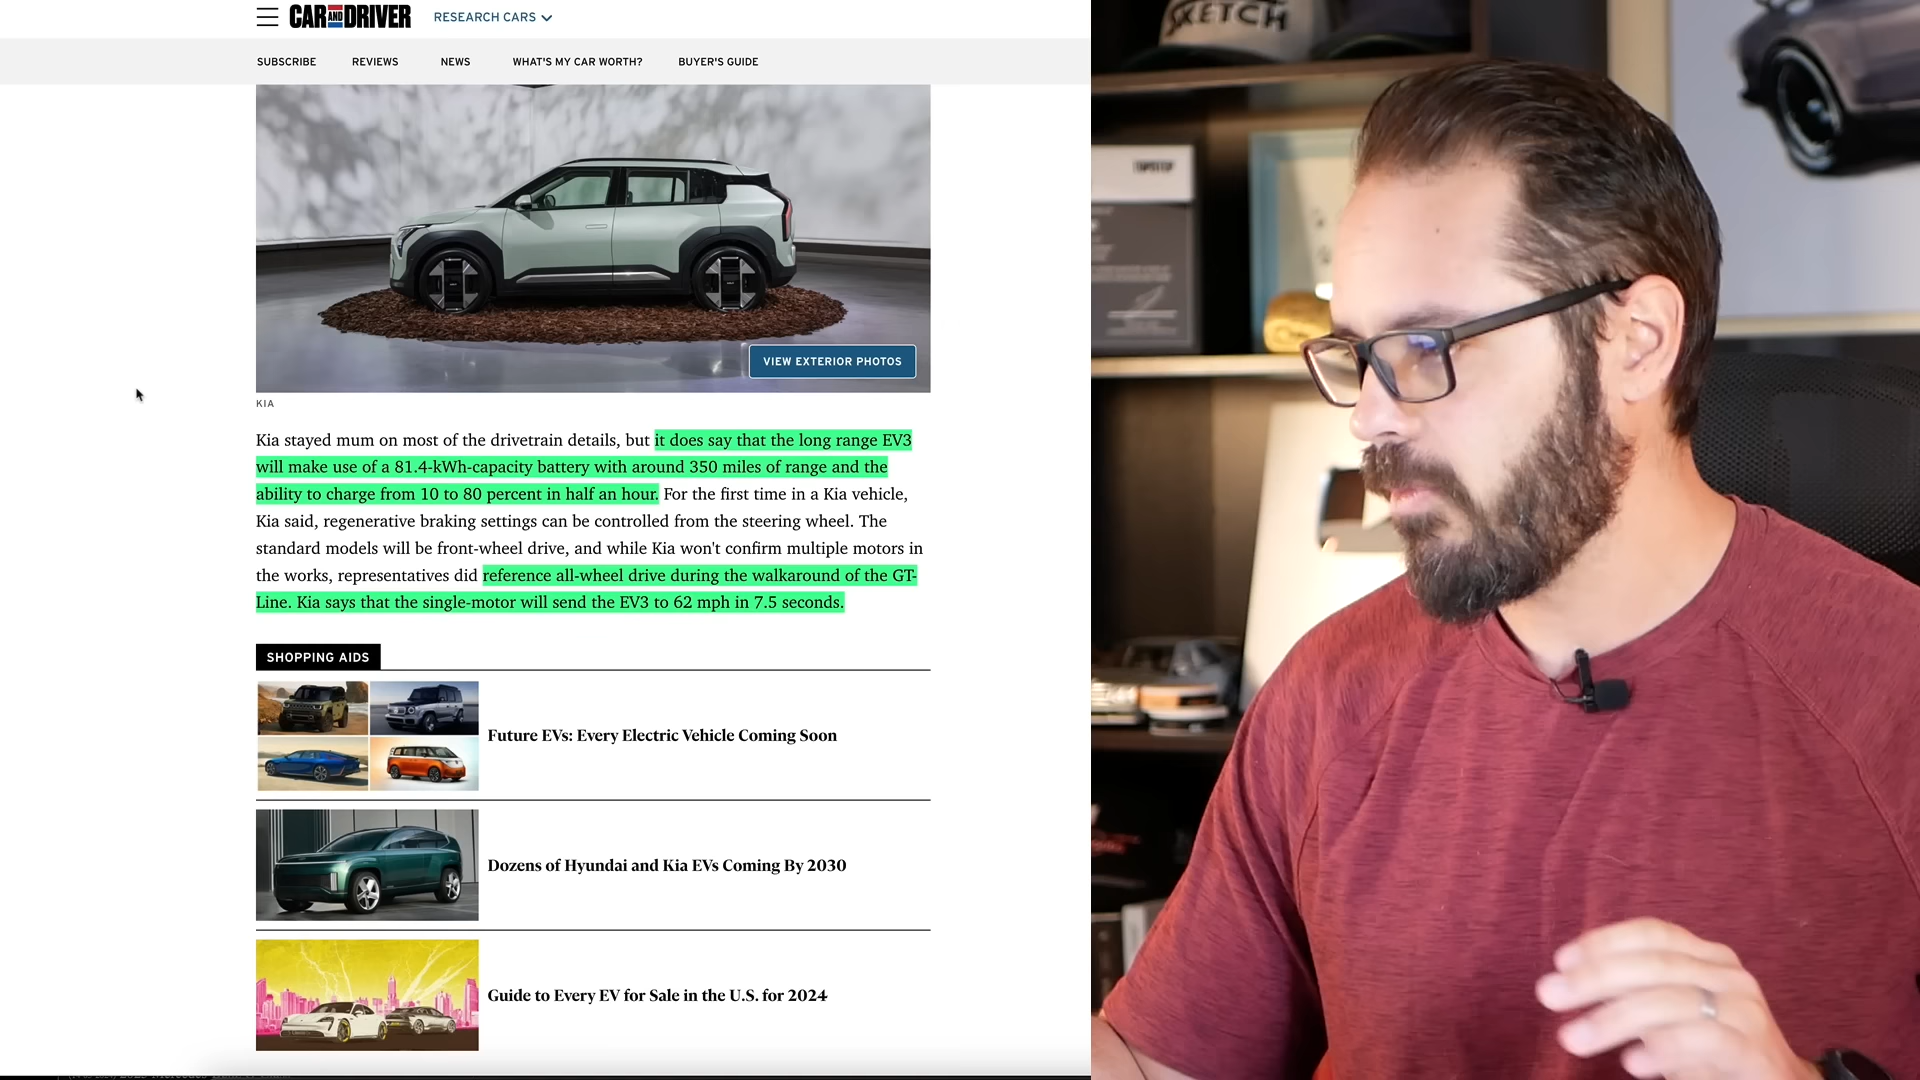 CAR AND DRIVER RESEARCH CARS
SUBSCRIBE REVIEWS NEWS WHAT'S MY CAR WORTH? BUYER'S GUIDE
VIEW EXTERIOR PHOTOS
KIA
Kia stayed mum on most of the drivetrain details, but it does say that the long range EV3
will make use of a 81.4-kWh-capacity battery with around 350 miles of range and the
ability to charge from 10 to 80 percent in half an hour. For the first time in a Kia vehicle,
Kia said, regenerative braking settings can be controlled from the steering wheel. The
standard models will be front-wheel drive, and while Kia won't confirm multiple motors in
the works, representatives did reference all-wheel drive during the walkaround of the GT-
Line. Kia says that the single-motor will send the EV3 to 62 mph in 7.5 seconds.
SHOPPING AIDS
Future EVs: Every Electric Vehicle Coming Soon
Dozens of Hyundai and Kia EVs Coming By 2030
Guide to Every EV for Sale in the U.S. for 2024
SKETCH